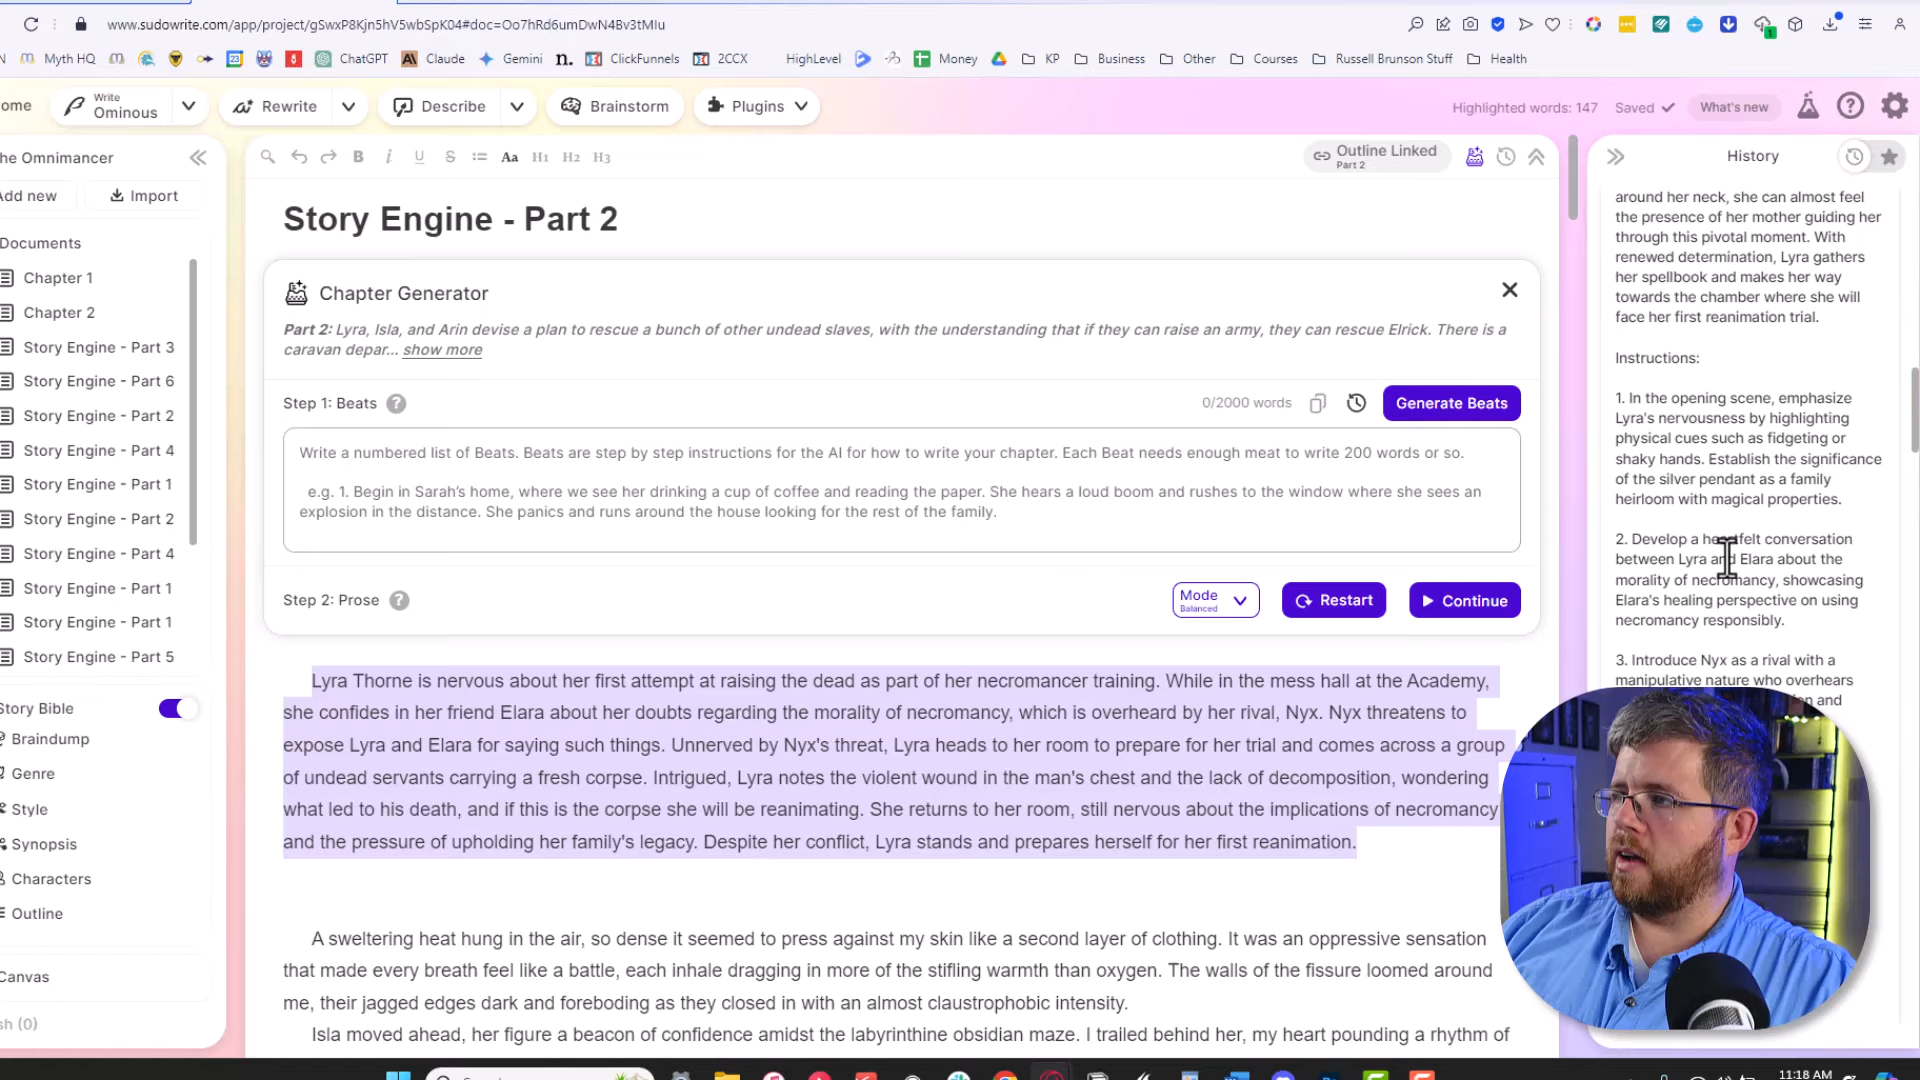 www.sudowrite.com/app/project/gSwxP8Kjn5hV5wbSpK04#doc=Oo7hRd6umDwN4Bv3tMIu
Myth HQ
23
ChatGPT
Claude
Gemini
n.
ClickFunnels
2CCX
HighLevel
Money
KP
Business
Other
Courses
Russell Brunson Stuff
Health
ome
Write
Ominous
Rewrite
Describe
Brainstorm
Plugins
Highlighted words: 147
Saved
What's new
he Omnimancer
Add new
Import
Documents
Chapter 1
Chapter 2
Story Engine - Part 3
Story Engine - Part 6
Story Engine - Part 2
Story Engine - Part 4
Story Engine - Part 1
Story Engine - Part 2
Story Engine - Part 4
Story Engine - Part 1
Story Engine - Part 1
Story Engine - Part 5
Story Bible
Braindump
Genre
Style
Synopsis
Characters
Outline
Canvas
sh (0)
B i U S Aa H1 H2 H3
Outline Linked
Part 2
Story Engine - Part 2
Chapter Generator
Part 2: Lyra, Isla, and Arin devise a plan to rescue a bunch of other undead slaves, with the understanding that if they can raise an army, they can rescue Elrick. There is a
caravan depar... show more
Step 1: Beats
0/2000 words
Generate Beats
Write a numbered list of Beats. Beats are step by step instructions for the AI for how to write your chapter. Each Beat needs enough meat to write 200 words or so.
e.g. 1. Begin in Sarah's home, where we see her drinking a cup of coffee and reading the paper. She hears a loud boom and rushes to the window where she sees an
explosion in the distance. She panics and runs around the house looking for the rest of the family.
Step 2: Prose
Mode
Balanced
Restart
Continue
Lyra Thorne is nervous about her first attempt at raising the dead as part of her necromancer training. While in the mess hall at the Academy,
she confides in her friend Elara about her doubts regarding the morality of necromancy, which is overheard by her rival, Nyx. Nyx threatens to
expose Lyra and Elara for saying such things. Unnerved by Nyx's threat, Lyra heads to her room to prepare for her trial and comes across a group
of undead servants carrying a fresh corpse. Intrigued, Lyra notes the violent wound in the man's chest and the lack of decomposition, wondering
what led to his death, and if this is the corpse she will be reanimating. She returns to her room, still nervous about the implications of necromancy
and the pressure of upholding her family's legacy. Despite her conflict, Lyra stands and prepares herself for her first reanimation.
A sweltering heat hung in the air, so dense it seemed to press against my skin like a second layer of clothing. It was an oppressive sensation
that made every breath feel like a battle, each inhale dragging in more of the stifling warmth than oxygen. The walls of the fissure loomed around
me, their jagged edges dark and foreboding as they closed in with an almost claustrophobic intensity.
Isla moved ahead, her figure a beacon of confidence amidst the labyrinthine obsidian maze. I trailed behind her, my heart pounding a rhythm of
History
around her neck, she can almost feel
the presence of her mother guiding her
through this pivotal moment. With
renewed determination, Lyra gathers
her spellbook and makes her way
towards the chamber where she will
face her first reanimation trial.
Instructions:
1. In the opening scene, emphasize
Lyra's nervousness by highlighting
physical cues such as fidgeting or
shaky hands. Establish the significance
of the silver pendant as a family
heirloom with magical properties.
2. Develop a heartfelt conversation
between Lyra and Elara about the
morality of necromancy, showcasing
Elara's healing perspective on using
necromancy responsibly.
3. Introduce Nyx as a rival with a
manipulative nature who overhears
and
11:18 AM